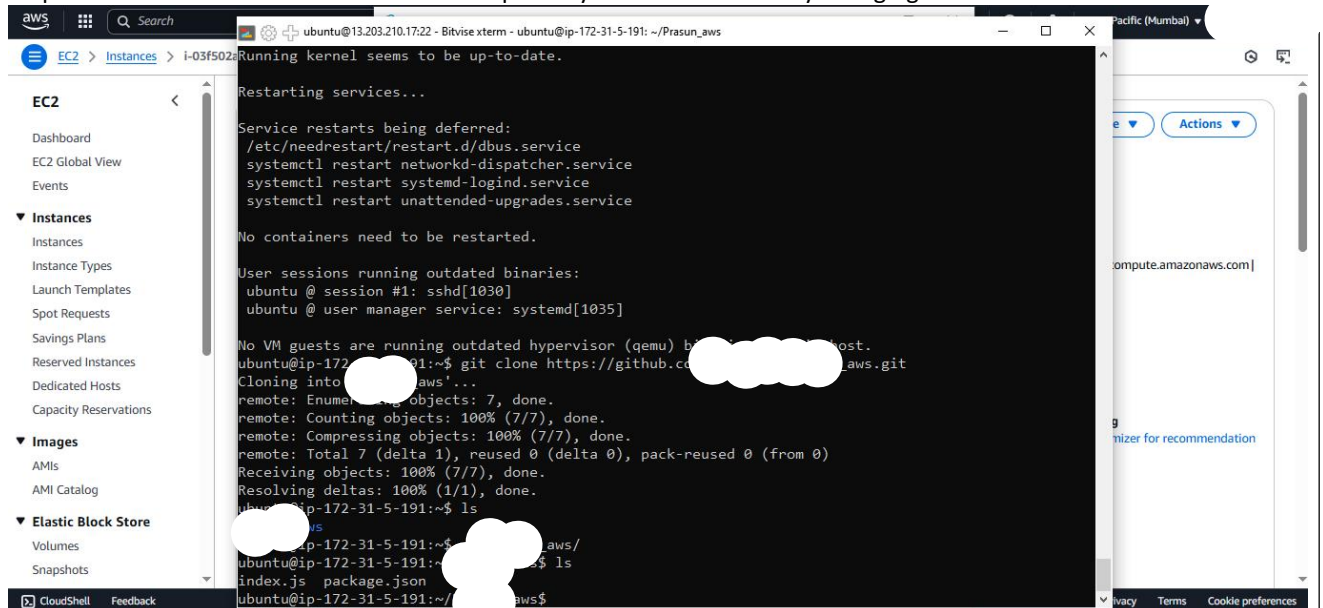 aws
Search
Pacific (Mumbai)
EC2 > Instances > i-03f502a
ubuntu@13.203.210.17:22 - Bitvise xterm - ubuntu@ip-172-31-5-191: ~/Prasun_aws
EC2
Dashboard
EC2 Global View
Events
Instances
Instances
Instance Types
Launch Templates
Spot Requests
Savings Plans
Reserved Instances
Dedicated Hosts
Capacity Reservations
Images
AMIs
AMI Catalog
Elastic Block Store
Volumes
Snapshots
CloudShell Feedback
Running kernel seems to be up-to-date.
Restarting services...
Service restarts being deferred:
/etc/needrestart/restart.d/dbus.service
systemctl restart networkd-dispatcher.service
systemctl restart systemd-logind.service
systemctl restart unattended-upgrades.service
No containers need to be restarted.
User sessions running outdated binaries:
ubuntu @ session #1: sshd[1030]
ubuntu @ user manager service: systemd[1035]
No VM guests are running outdated hypervisor (qemu) host.
ubuntu@ip-172 91:~$ git clone https://github.c _aws.git
Cloning into _aws'...
remote: Enumerating objects: 7, done.
remote: Counting objects: 100% (7/7), done.
remote: Compressing objects: 100% (7/7), done.
remote: Total 7 (delta 1), reused 0 (delta 0), pack-reused 0 (from 0)
Receiving objects: 100% (7/7), done.
Resolving deltas: 100% (1/1), done.
ubuntu@ip-172-31-5-191:~$ ls
ws
ip-172-31-5-191:~$ _aws/
ubuntu@ip-172-31-5-191:~ $ ls
index.js package.json
ubuntu@ip-172-31-5-191:~/ aws$
Actions
compute.amazonaws.com |
mizer for recommendation
ivacy Terms Cookie preferences